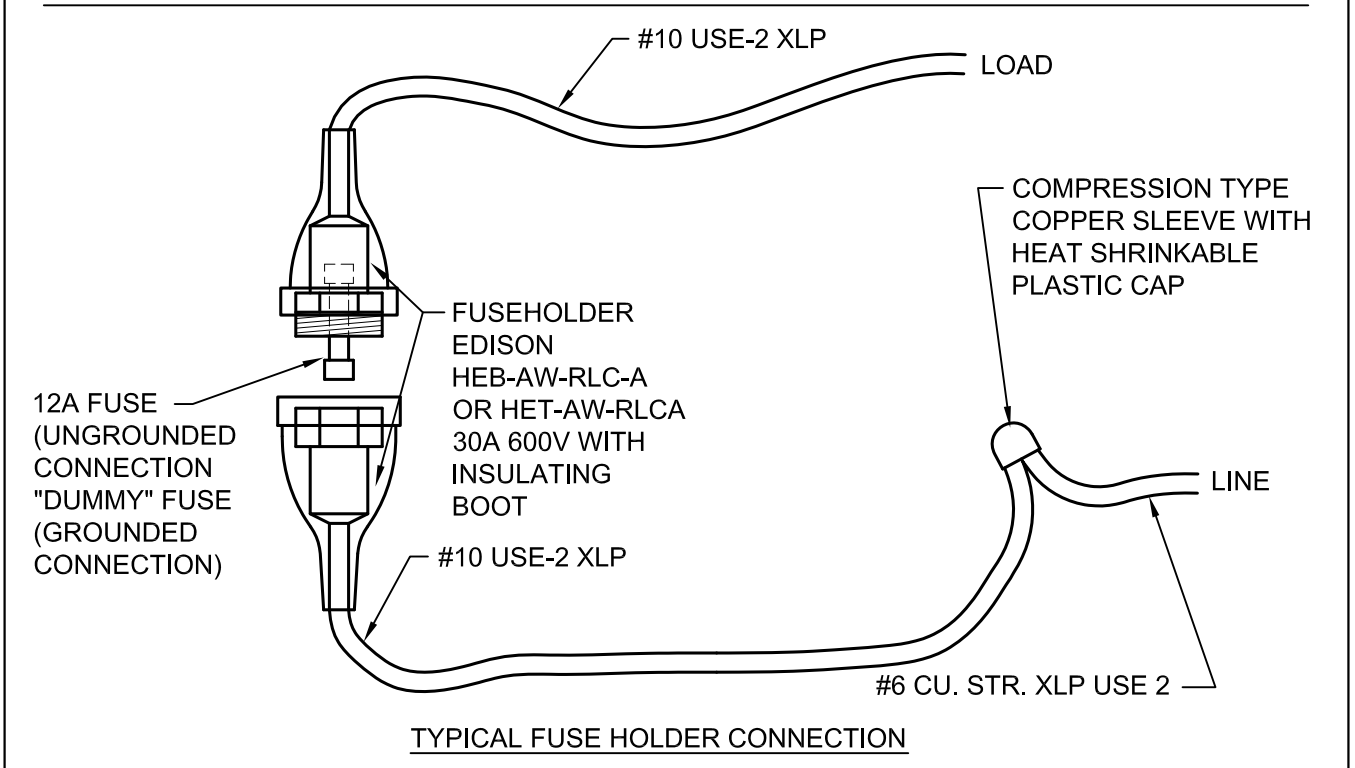 #10 USE-2 XLP
LOAD
COMPRESSION TYPE
COPPER SLEEVE WITH
HEAT SHRINKABLE
PLASTIC CAP
FUSEHOLDER
EDISON
HEB-AW-RLC-A
OR HET-AW-RLCA
30A 600V WITH
INSULATING
BOOT
12A FUSE
(UNGROUNDED
CONNECTION
"DUMMY" FUSE
(GROUNDED
CONNECTION)
LINE
#10 USE-2 XLP
#6 CU. STR. XLP USE 2
TYPICAL FUSE HOLDER CONNECTION